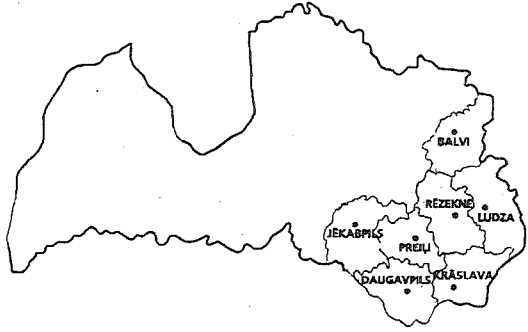 BALVI
RĒZEKNE
LUDZA
JĒKABPILS
PREIĻI
DAUGAVPILS
KRĀSLAVA